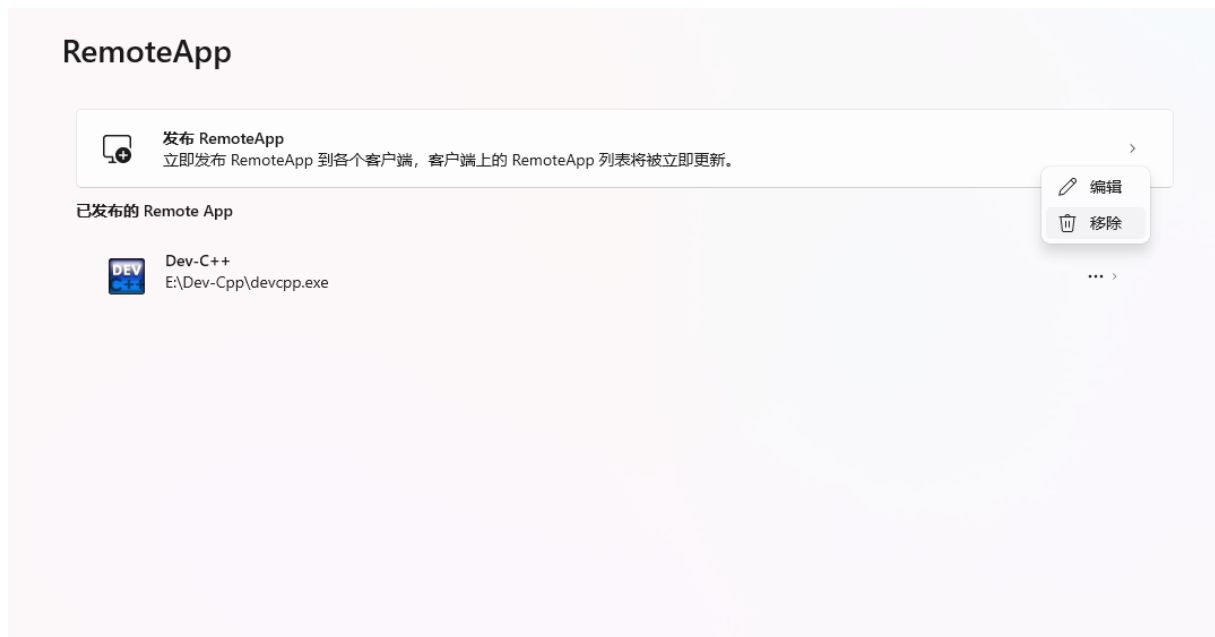 RemoteApp
发布 RemoteApp
立即发布 RemoteApp 到各个客户端，客户端上的 RemoteApp 列表将被立即更新。
编辑
已发布的 Remote App
移除
DEV
C++
Dev-C++
E:\Dev-Cpp\devcpp.exe